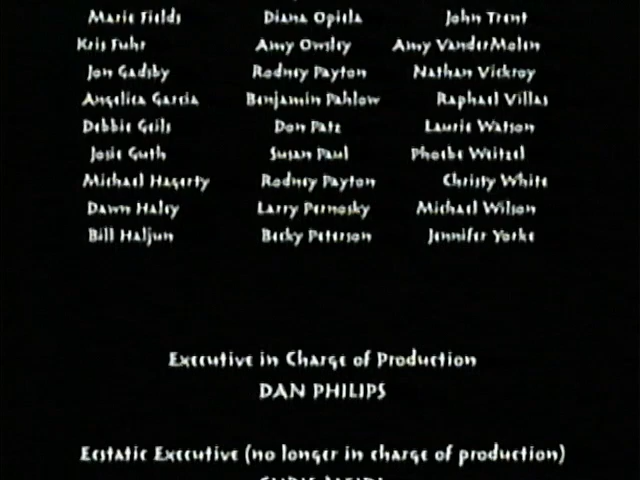 Marie Fields Diana Opiela John Trent
Kris Fuhr Amy Owsley Amy VanderMolen
Jon Gadsby Rodney Payton Nathan Vickroy
Angelica Garcia Benjamin Pahlow Raphael Villas
Debbie Geils Don Patz Laurie Watson
Josie Guth Susan Paul Phoebe Weitzel
Michael Hagerty Rodney Payton Christy White
Dawn Haley Larry Pernosky Michael Wilson
Bill Haljun Becky Peterson Jennifer Yorke
Executive in Charge of Production
DAN PHILIPS
Ecstatic Executive (no longer in charge of production)